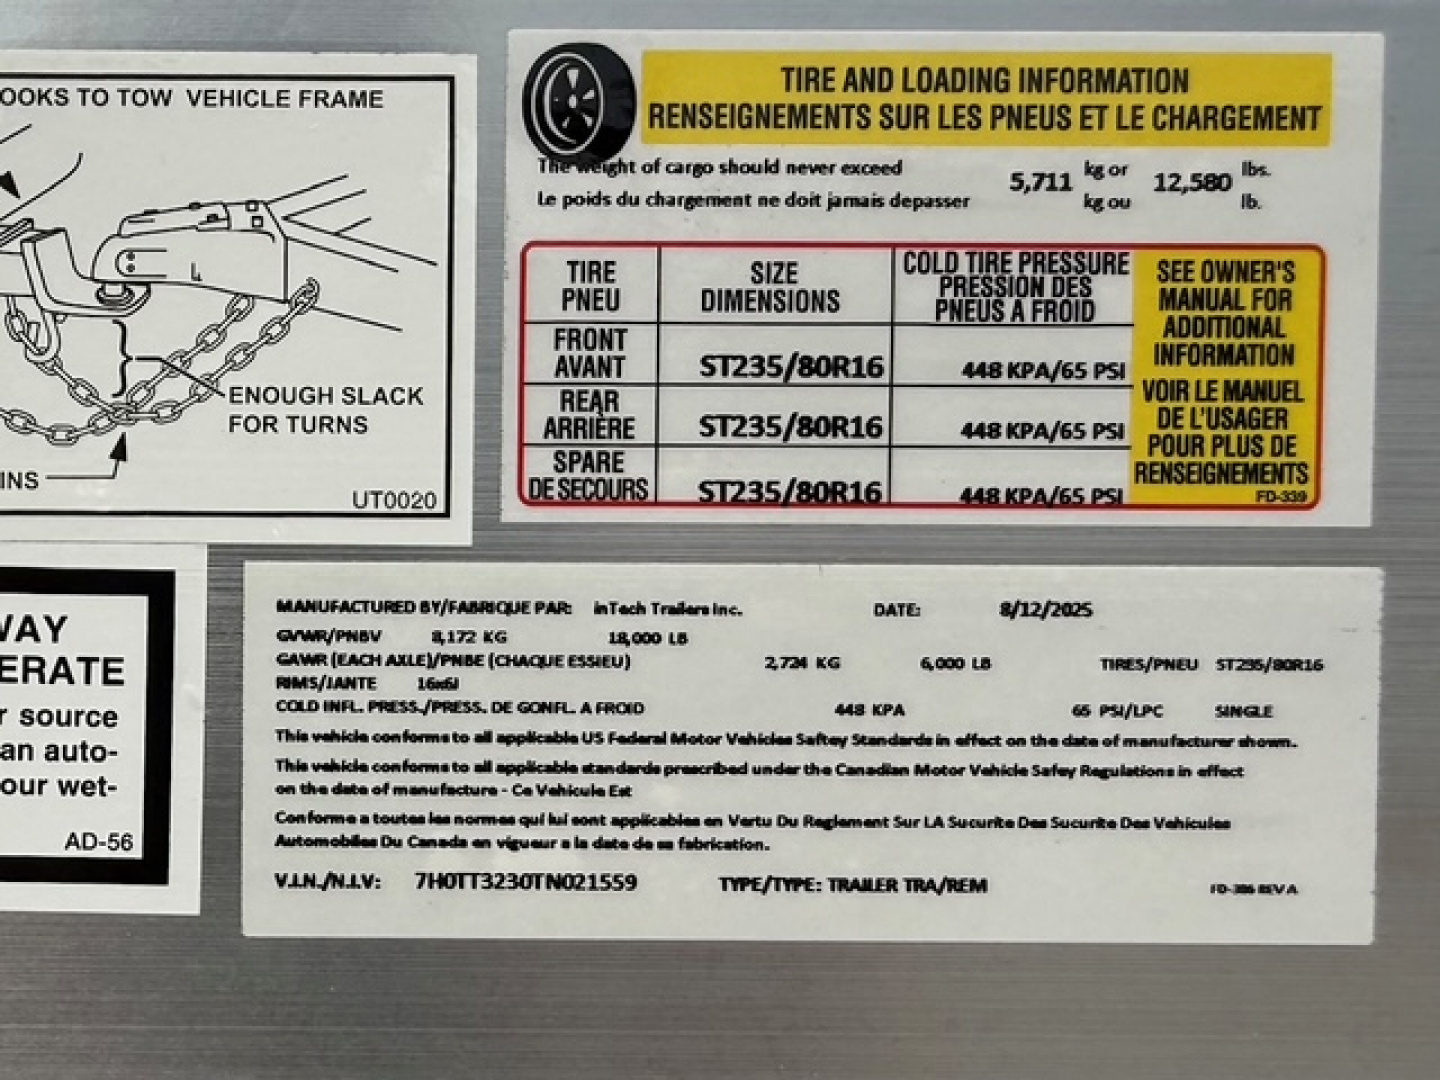 OOKS TO TOW VEHICLE FRAME
ENOUGH SLACK
FOR TURNS
INS
UT0020
WAY
ERATE
r source
an auto-
our wet-
AD-56
TIRE AND LOADING INFORMATION
RENSEIGNEMENTS SUR LES PNEUS ET LE CHARGEMENT
The weight of cargo should never exceed 5,711 kg or 12,580 lbs.
Le poids du chargement ne doit jamais depasser kg ou lb.
TIRE
PNEU
SIZE
DIMENSIONS
COLD TIRE PRESSURE
PRESSION DES
PNEUS A FROID
FRONT
AVANT
ST235/80R16 448 KPA/65 PSI
REAR
ARRIÈRE
ST235/80R16 448 KPA/65 PSI
SPARE
DE SECOURS
ST235/80R16 448 KPA/65 PSI
SEE OWNER'S
MANUAL FOR
ADDITIONAL
INFORMATION
VOIR LE MANUEL
DE L'USAGER
POUR PLUS DE
RENSEIGNEMENTS
FD-339
MANUFACTURED BY/FABRIQUE PAR: inTech Trailers Inc. DATE: 8/12/2025
GVWR/PNBV 8,172 KG 18,000 LB
GAWR (EACH AXLE)/PNBE (CHAQUE ESSIEU) 2,724 KG 6,000 LB TIRES/PNEU ST235/80R16
RIMS/JANTE 16x6J
COLD INFL. PRESS./PRESS. DE GONFL. A FROID 448 KPA 65 PSI/LPC SINGLE
This vehicle conforms to all applicable US Federal Motor Vehicles Saftey Standards in effect on the date of manufacturer shown.
This vehicle conforms to all applicable standards prescribed under the Canadian Motor Vehicle Safey Regulations in effect
on the date of manufacture - Ce Vehicule Est
Conforme a toutes les normes qui lui sont applicables en Vertu Du Reglement Sur LA Sucurite Des Sucurite Des Vehicules
Automobiles Du Canada en vigueur a la date de sa fabrication.
V.I.N./N.I.V: 7H0TT3230TN021559 TYPE/TYPE: TRAILER TRA/REM FD-386 REV A